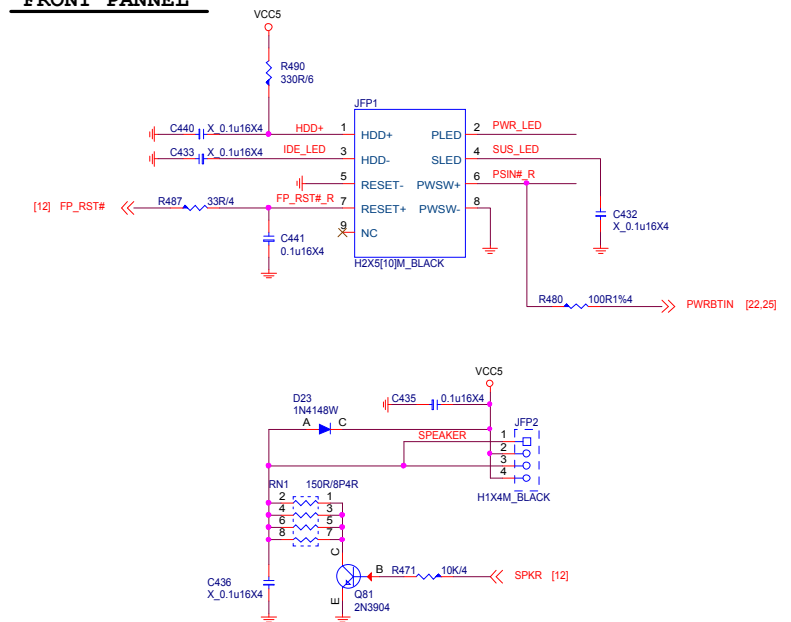 FRONT PANNEL
VCC5
R490
330R/6
JFP1
C440 X_0.1u16X4 HDD+ 1 HDD+ PLED 2 PWR_LED
C433 X_0.1u16X4 IDE_LED 3 HDD- SLED 4 SUS_LED
5 RESET- PWSW+ 6 PSIN#_R
[12] FP_RST# R487 33R/4 FP_RST#_R 7 RESET+ PWSW- 8
9 NC
C441
0.1u16X4
H2X5[10]M_BLACK
C432
X_0.1u16X4
R480 100R1%4 PWRBTIN [22,25]
VCC5
D23
1N4148W
A C
C435 0.1u16X4
JFP2
SPEAKER 1
2
3
4
H1X4M_BLACK
RN1 150R/8P4R
2 1
4 3
6 5
8 7
C
B R471 10K/4 SPKR [12]
E
Q81
2N3904
C436
X_0.1u16X4